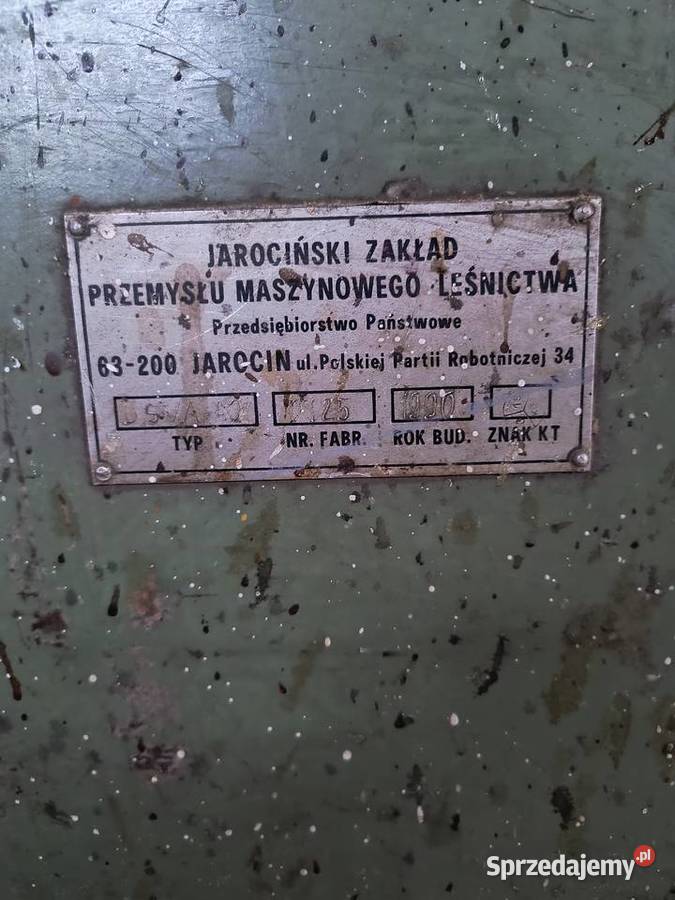 JAROCIŃSKI ZAKŁAD
PRZEMYSŁU MASZYNOWEGO LEŚNICTWA
Przedsiębiorstwo Państwowe
63-200 JAROCIN ul. Polskiej Partii Robotniczej 34
1990
TYP NR. FABR. ROK BUD. ZNAK KT
Sprzedajemy.pl